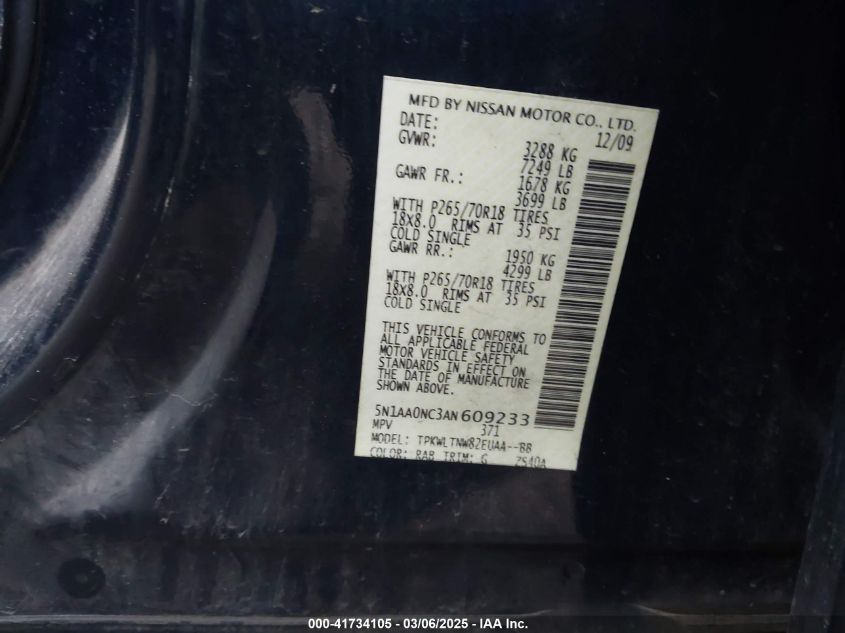 MFD BY NISSAN MOTOR CO., LTD.
DATE: 12/09
GVWR: 3288 KG
7249 LB
GAWR FR.: 1678 KG
3699 LB
WITH P265/70R18 TIRES
18X8.0 RIMS AT 35 PSI
COLD SINGLE
GAWR RR.: 1950 KG
4299 LB
WITH P265/70R18 TIRES
18X8.0 RIMS AT 35 PSI
COLD SINGLE
THIS VEHICLE CONFORMS TO
ALL APPLICABLE FEDERAL
MOTOR VEHICLE SAFETY
STANDARDS IN EFFECT ON
THE DATE OF MANUFACTURE
SHOWN ABOVE.
5N1AA0NC3AN609233
MPV 371
MODEL: TPKWLTNW82EUAA--BB
COLOR: RAB TRIM: G ZS40A
000-41734105 - 03/06/2025 - IAA Inc.